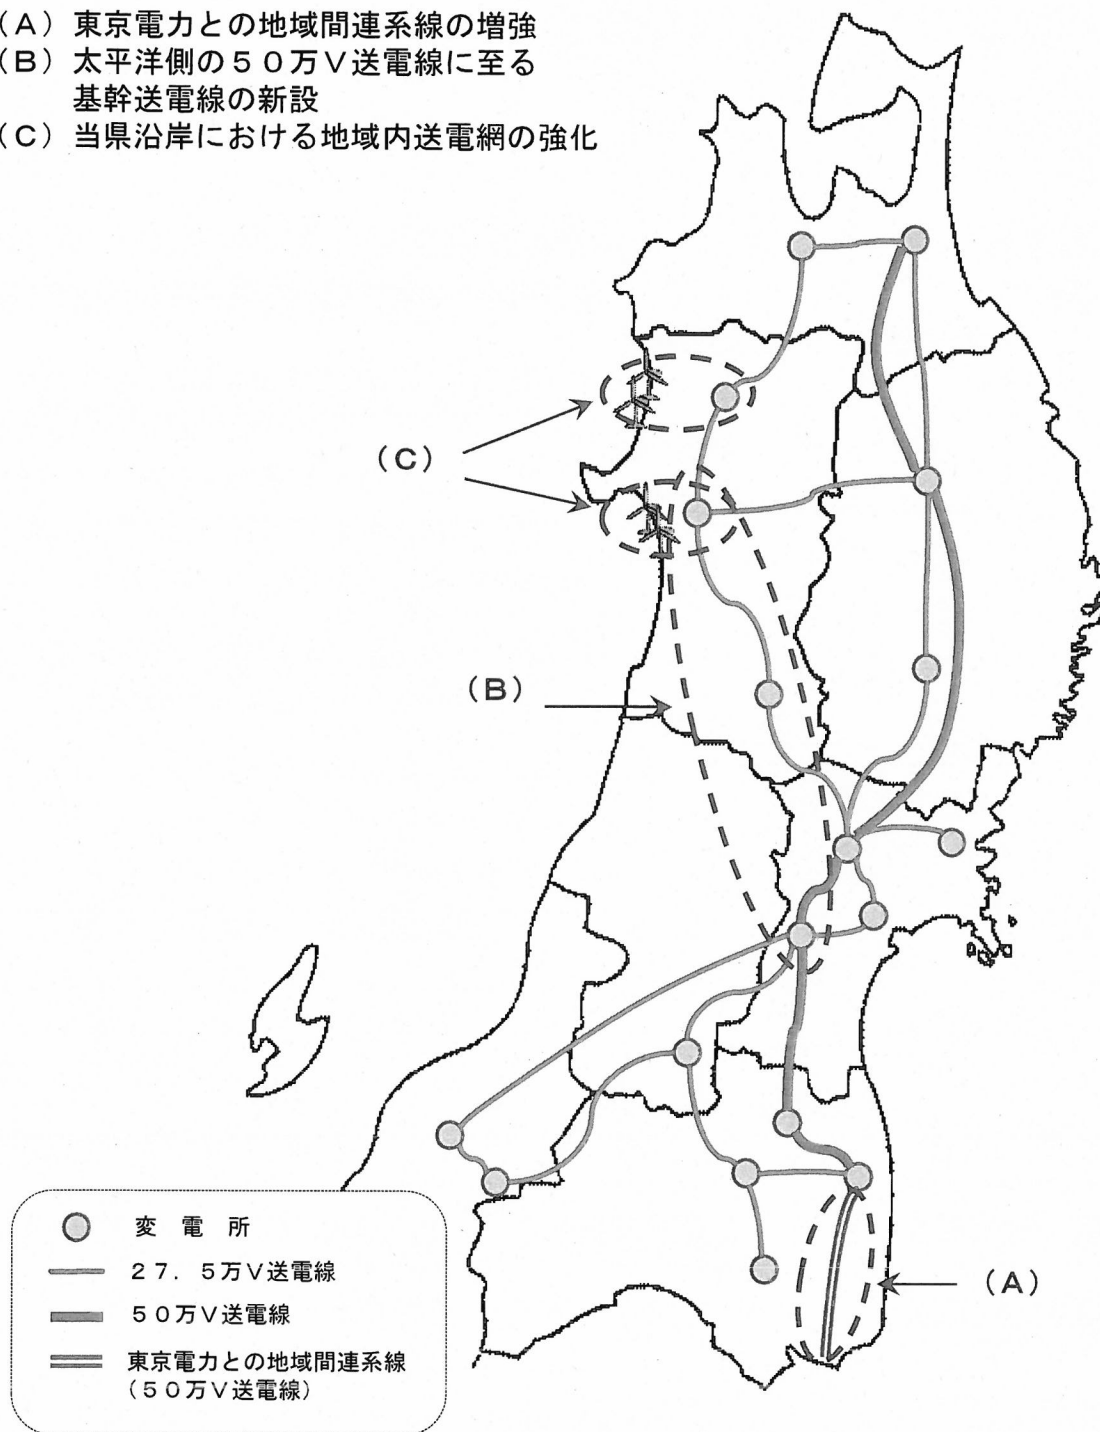 （A）東京電力との地域間連系線の増強
（B）太平洋側の５０万V送電線に至る
基幹送電線の新設
（C）当県沿岸における地域内送電網の強化
（C）
（B）
（A）
変　電　所
２７．５万V送電線
５０万V送電線
東京電力との地域間連系線
（５０万V送電線）